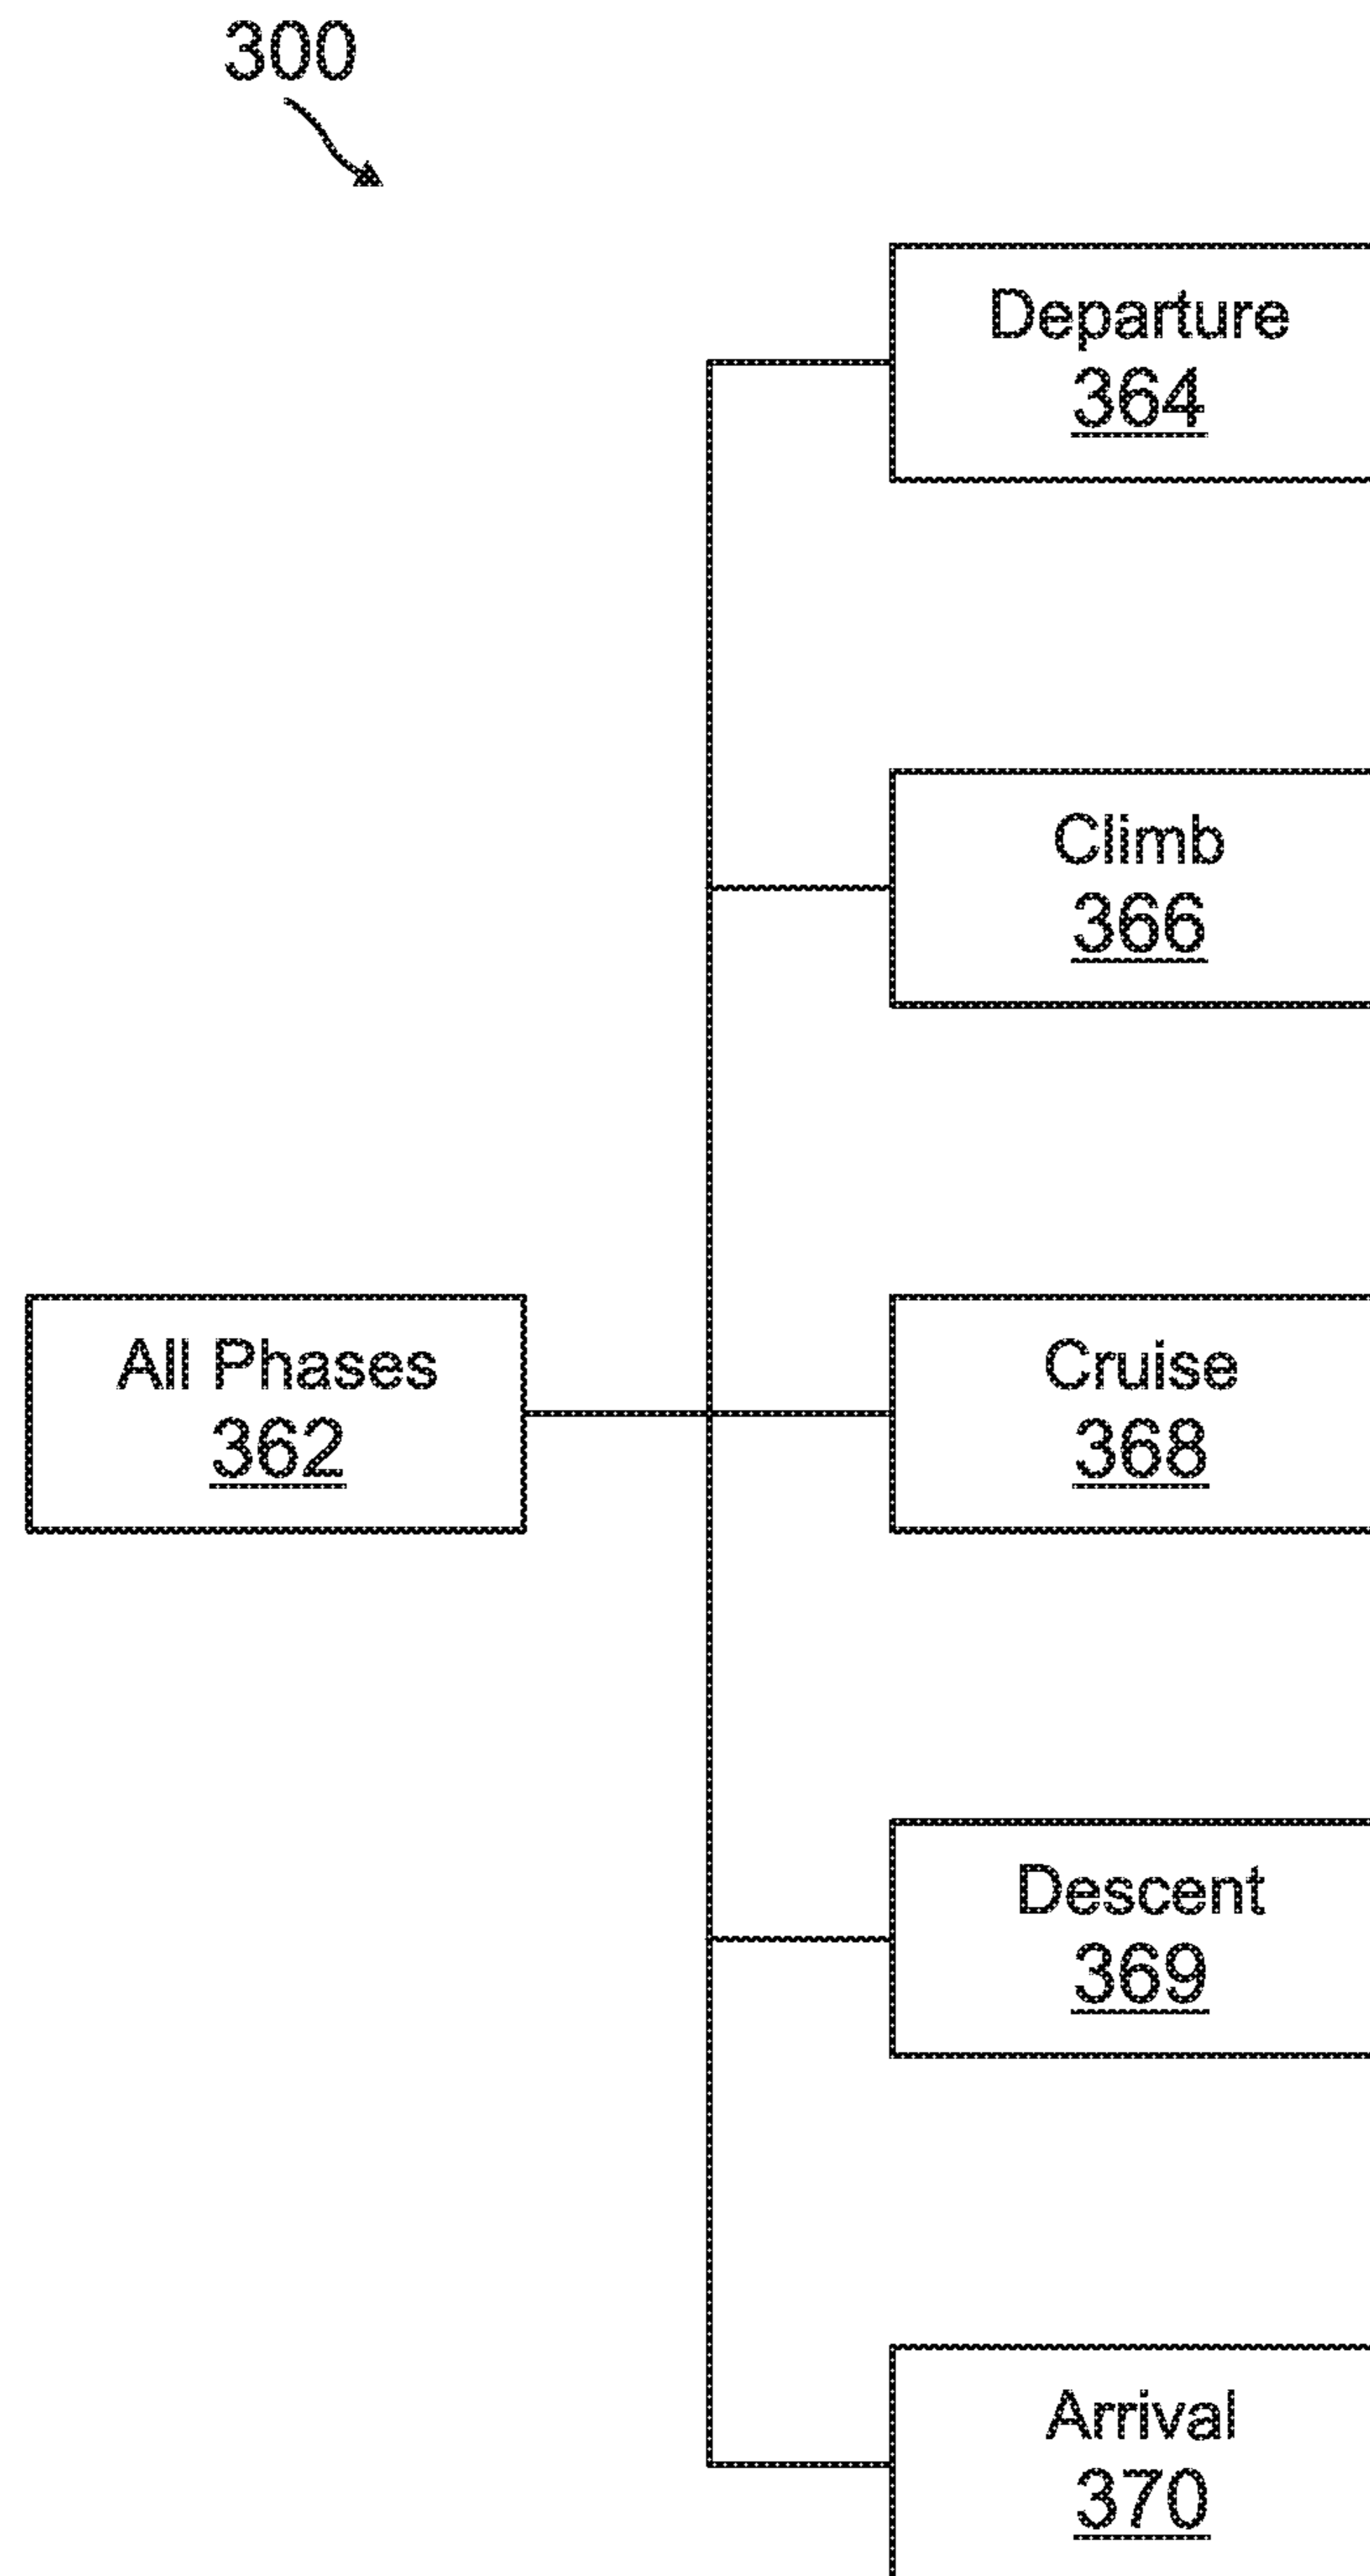 300
Departure
364
Climb
366
All Phases
362
Cruise
368
Descent
369
Arrival
370